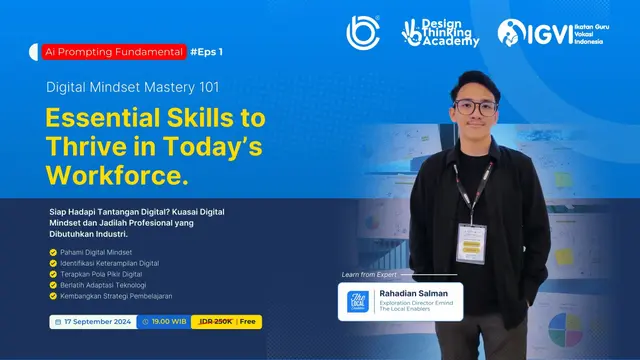 Ai Prompting Fundamental #Eps 1
Design
Thinking
Academy
IGVI
Ikatan Guru
Vokasi
Indonesia
Digital Mindset Mastery 101
Essential Skills to
Thrive in Today's
Workforce.
Siap Hadapi Tantangan Digital? Kuasai Digital
Mindset dan Jadilah Profesional yang
Dibutuhkan Industri.
Pahami Digital Mindset
Identifikasi Keterampilan Digital
Terapkan Pola Pikir Digital
Berlatih Adaptasi Teknologi
Kembangkan Strategi Pembelajaran
17 September 2024
19.00 WIB
IDR 250K | Free
Learn from Expert
The
LOCAL
Rahadian Salman
Exploration Director Emind
The Local Enablers